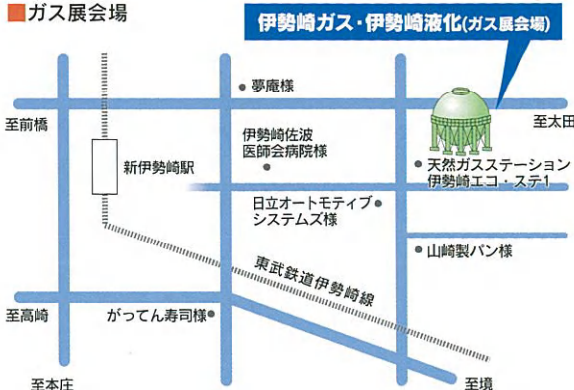 ■ガス展会場
伊勢崎ガス・伊勢崎液化(ガス展会場)
夢庵様
至前橋
至太田
伊勢崎佐波
医師会病院様
新伊勢崎駅
天然ガスステーション
伊勢崎エコ・ステ1
日立オートモティブ
システムズ様
山崎製パン様
東武鉄道伊勢崎線
至高崎
がってん寿司様
至本庄
至境